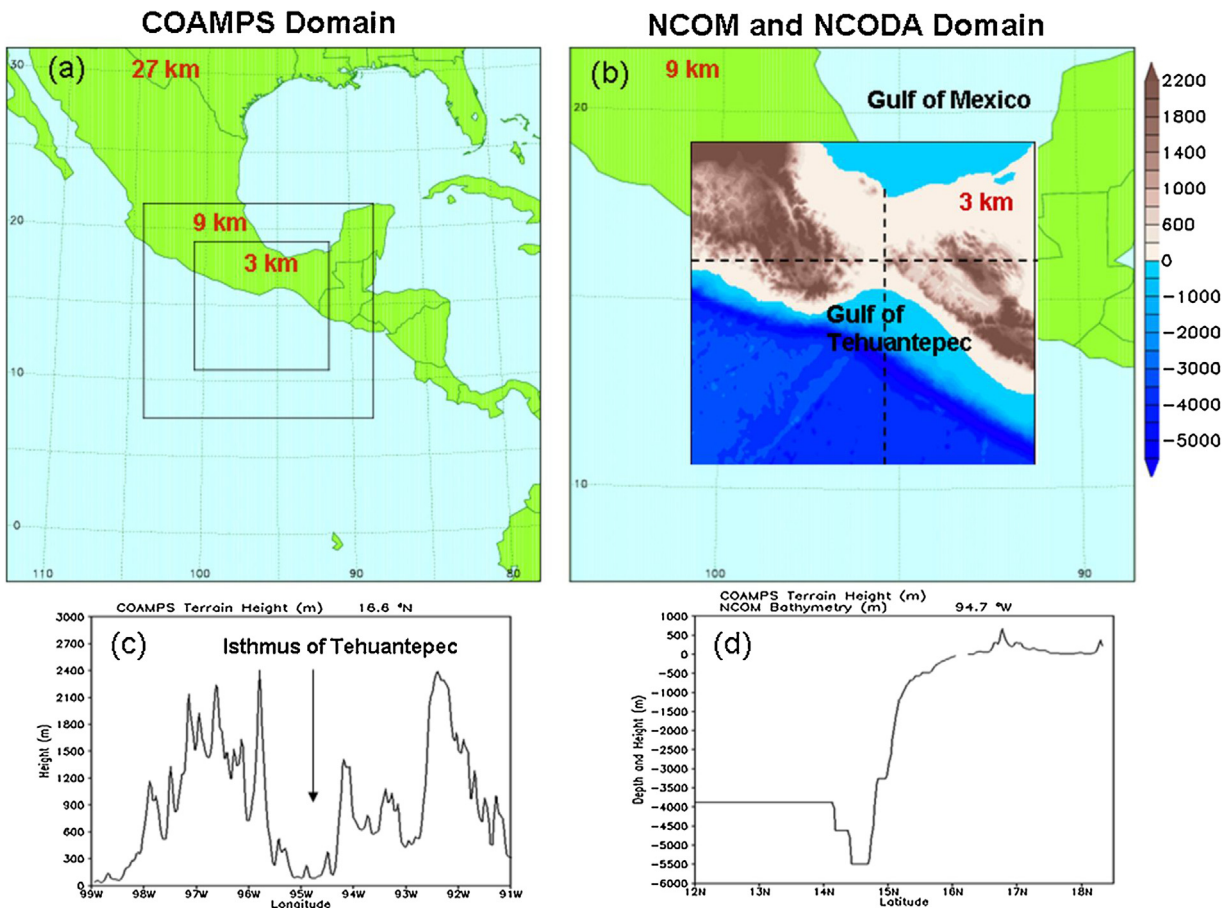 COAMPS Domain
NCOM and NCODA Domain
(a)
27 km
30
20
10
0
110
100
90
80
9 km
3 km
(b)
9 km
Gulf of Mexico
20
3 km
Gulf of
Tehuantepec
10
100
90
2200
1800
1400
1000
600
0
-1000
-2000
-3000
-4000
-5000
COAMPS Terrain Height (m) 16.6 °N
(c)
Isthmus of Tehuantepec
Height (m)
3000
2700
2400
2100
1800
1500
1200
900
600
300
0
99W 98W 97W 96W 95W 94W 93W 92W 91W
Longitude
COAMPS Terrain Height (m)
NCOM Bathymetry (m) 94.7 °W
(d)
Depth and Height (m)
1000
500
0
-500
-1000
-1500
-2000
-2500
-3000
-3500
-4000
-4500
-5000
-5500
-6000
12N 13N 14N 15N 16N 17N 18N
Latitude